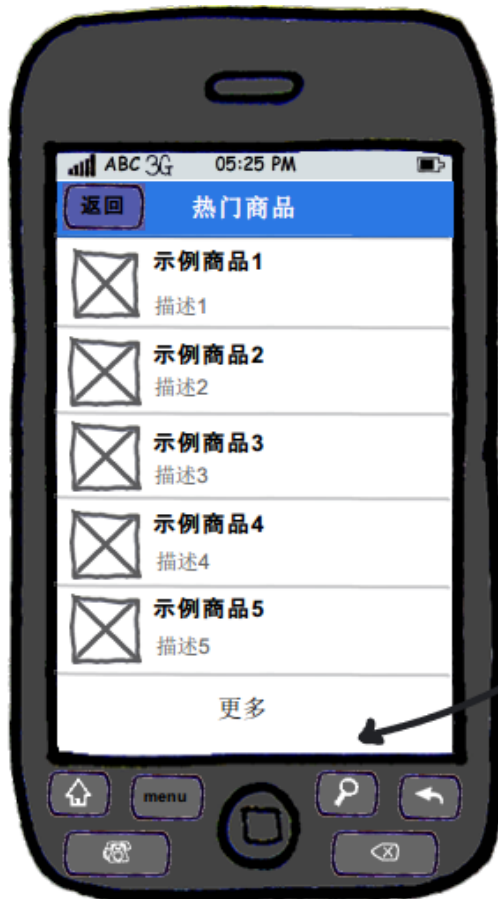 ABC 3G 05:25 PM
返回 热门商品
示例商品1
描述1
示例商品2
描述2
示例商品3
描述3
示例商品4
描述4
示例商品5
描述5
更多
menu